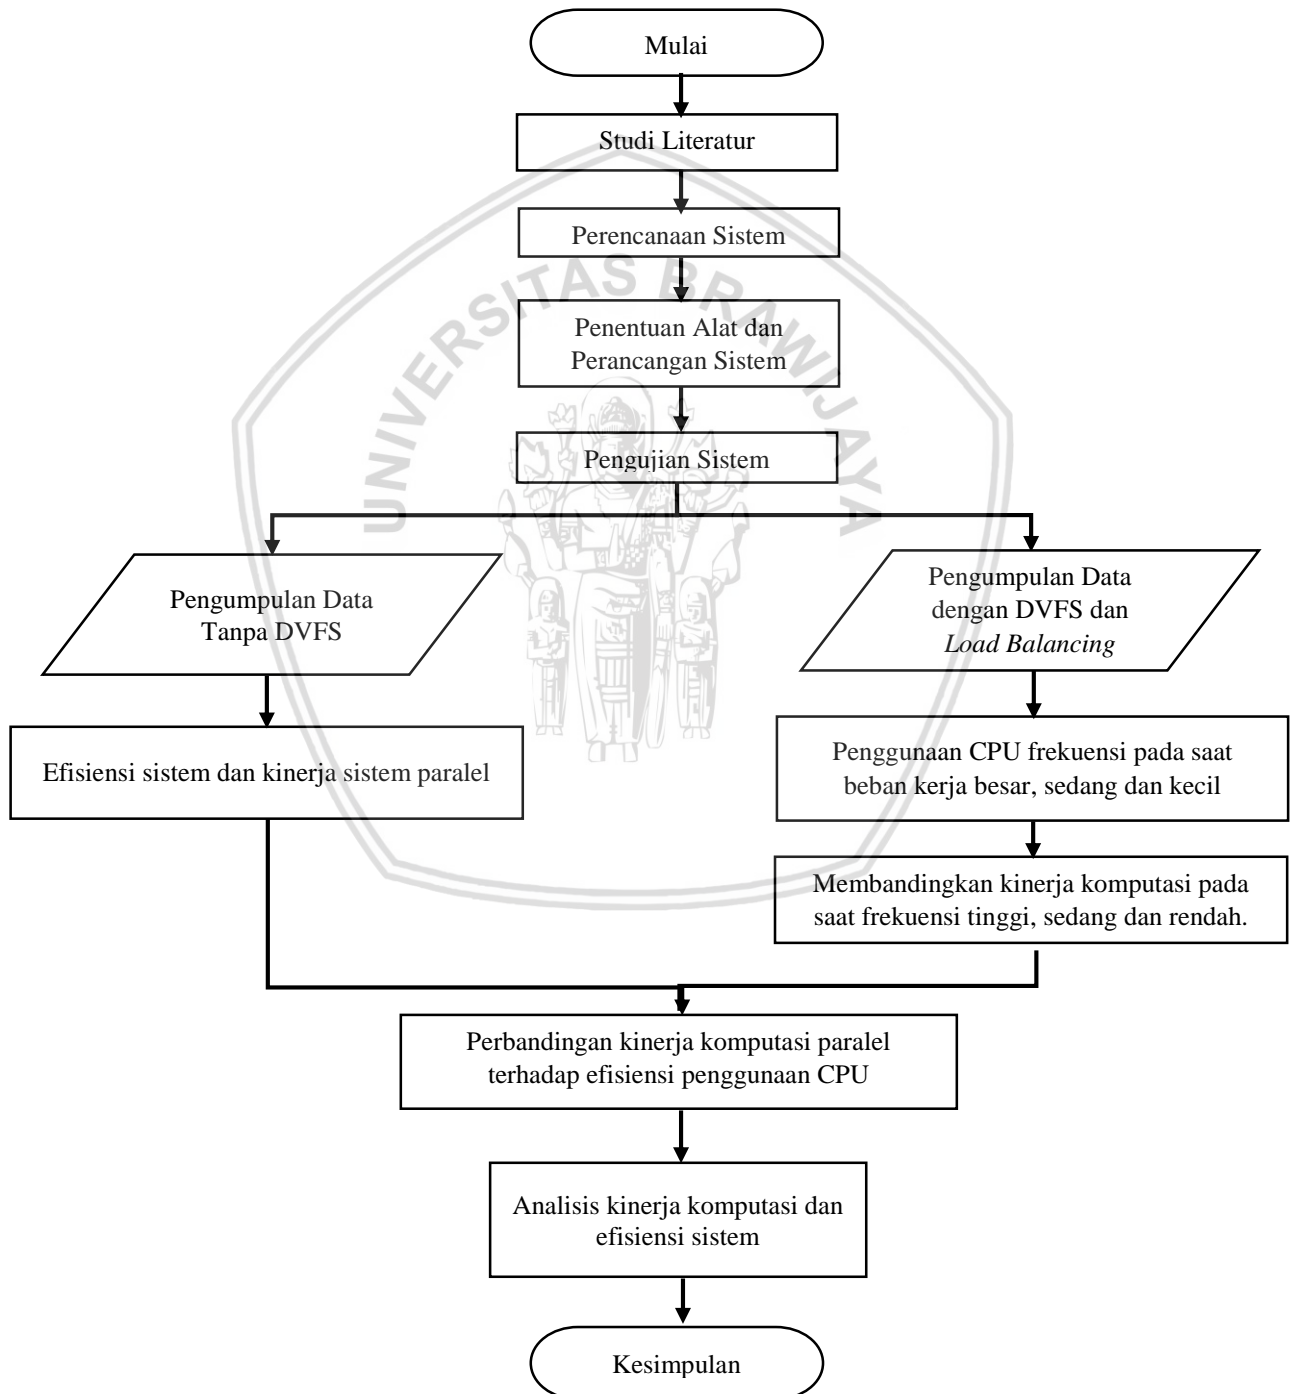 Mulai
Studi Literatur
Perencanaan Sistem
UNIVERSITAS BRAWIJAYA
Penentuan Alat dan
Perancangan Sistem
Pengujian Sistem
Pengumpulan Data
Tanpa DVFS
Pengumpulan Data
dengan DVFS dan
Load Balancing
Efisiensi sistem dan kinerja sistem paralel
Penggunaan CPU frekuensi pada saat
beban kerja besar, sedang dan kecil
Membandingkan kinerja komputasi pada
saat frekuensi tinggi, sedang dan rendah.
Perbandingan kinerja komputasi paralel
terhadap efisiensi penggunaan CPU
Analisis kinerja komputasi dan
efisiensi sistem
Kesimpulan